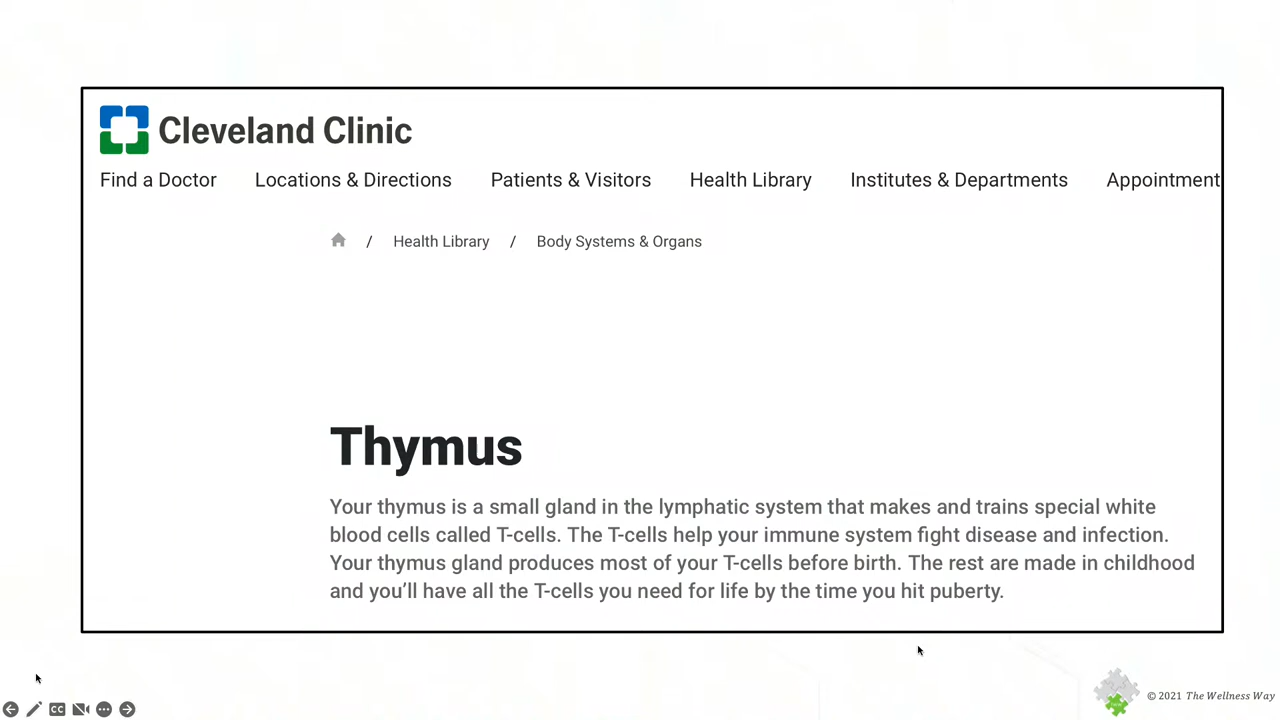 Cleveland Clinic
Find a Doctor Locations & Directions Patients & Visitors Health Library Institutes & Departments Appointment
/ Health Library / Body Systems & Organs
Thymus
Your thymus is a small gland in the lymphatic system that makes and trains special white
blood cells called T-cells. The T-cells help your immune system fight disease and infection.
Your thymus gland produces most of your T-cells before birth. The rest are made in childhood
and you’ll have all the T-cells you need for life by the time you hit puberty.
CC
© 2021 The Wellness Way